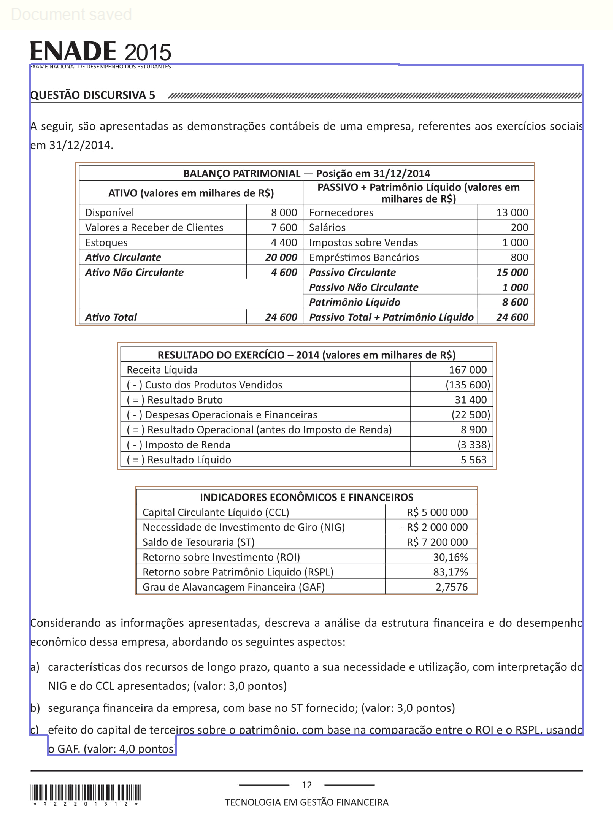 Document saved
ENADE 2015
EXAME NACIONAL DE DESEMPENHO DOS ESTUDANTES
QUESTÃO DISCURSIVA 5
A seguir, são apresentadas as demonstrações contábeis de uma empresa, referentes aos exercícios sociais
em 31/12/2014.
BALANÇO PATRIMONIAL — Posição em 31/12/2014
ATIVO (valores em milhares de R$) PASSIVO + Patrimônio Líquido (valores em
milhares de R$)
Disponível 8 000 Fornecedores 13 000
Valores a Receber de Clientes 7 600 Salários 200
Estoques 4 400 Impostos sobre Vendas 1 000
Ativo Circulante 20 000 Empréstimos Bancários 800
Ativo Não Circulante 4 600 Passivo Circulante 15 000
Passivo Não Circulante 1 000
Patrimônio Líquido 8 600
Ativo Total 24 600 Passivo Total + Patrimônio Líquido 24 600
RESULTADO DO EXERCÍCIO – 2014 (valores em milhares de R$)
Receita Líquida 167 000
( - ) Custo dos Produtos Vendidos (135 600)
( = ) Resultado Bruto 31 400
( - ) Despesas Operacionais e Financeiras (22 500)
( = ) Resultado Operacional (antes do Imposto de Renda) 8 900
( - ) Imposto de Renda (3 338)
( = ) Resultado Líquido 5 563
INDICADORES ECONÔMICOS E FINANCEIROS
Capital Circulante Líquido (CCL) R$ 5 000 000
Necessidade de Investimento de Giro (NIG) - R$ 2 000 000
Saldo de Tesouraria (ST) R$ 7 200 000
Retorno sobre Investimento (ROI) 30,16%
Retorno sobre Patrimônio Líquido (RSPL) 83,17%
Grau de Alavancagem Financeira (GAF) 2,7576
Considerando as informações apresentadas, descreva a análise da estrutura financeira e do desempenho
econômico dessa empresa, abordando os seguintes aspectos:
a) características dos recursos de longo prazo, quanto a sua necessidade e utilização, com interpretação do
NIG e do CCL apresentados; (valor: 3,0 pontos)
b) segurança financeira da empresa, com base no ST fornecido; (valor: 3,0 pontos)
c) efeito do capital de terceiros sobre o patrimônio, com base na comparação entre o ROI e o RSPL, usando
o GAF. (valor: 4,0 pontos)
12
TECNOLOGIA EM GESTÃO FINANCEIRA